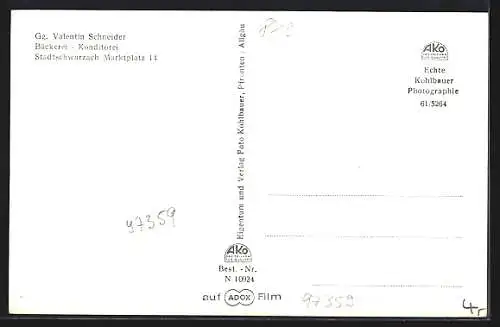 Gg. Valentin Schneider
Bäckerei - Konditorei
Stadtschwarzach Marktplatz 14
AKO
Echte
Kohlbauer
Photographie
61/5264
Eigentum und Verlag Foto Kohlbauer, Pfronten - Allgäu
97359
AKO
Best. - Nr.
N 10924
auf ADOX Film
97359
4,-